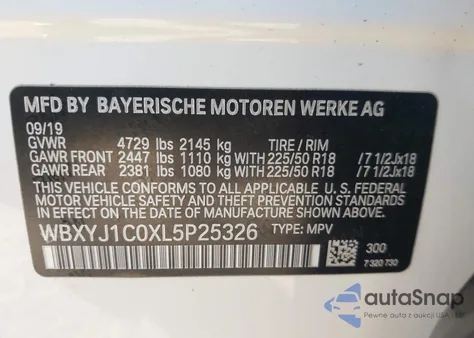 MFD BY BAYERISCHE MOTOREN WERKE AG
09/19
GVWR 4729 lbs 2145 kg TIRE / RIM
GAWR FRONT 2447 lbs 1110 kg WITH 225/50 R18 /7 1/2Jx18
GAWR REAR 2381 lbs 1080 kg WITH 225/50 R18 /7 1/2Jx18
THIS VEHICLE CONFORMS TO ALL APPLICABLE U. S. FEDERAL
MOTOR VEHICLE SAFETY AND THEFT PREVENTION STANDARDS
IN EFFECT ON THE DATE OF MANUFACTURE SHOWN ABOVE.
WBXYJ1C0XL5P25326 TYPE: MPV
300
7 320 730
autoSnap
Pewne auta z aukcji USA